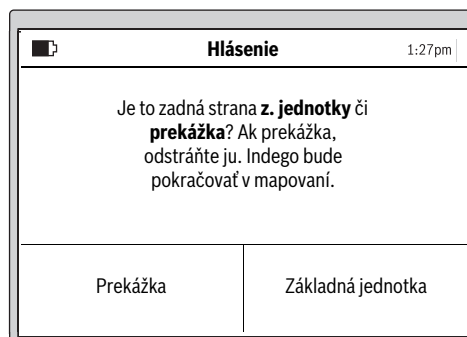 Hlásenie
1:27pm
Je to zadná strana z. jednotky či
prekážka? Ak prekážka,
odstráňte ju. Indego bude
pokračovať v mapovaní.
Prekážka
Základná jednotka